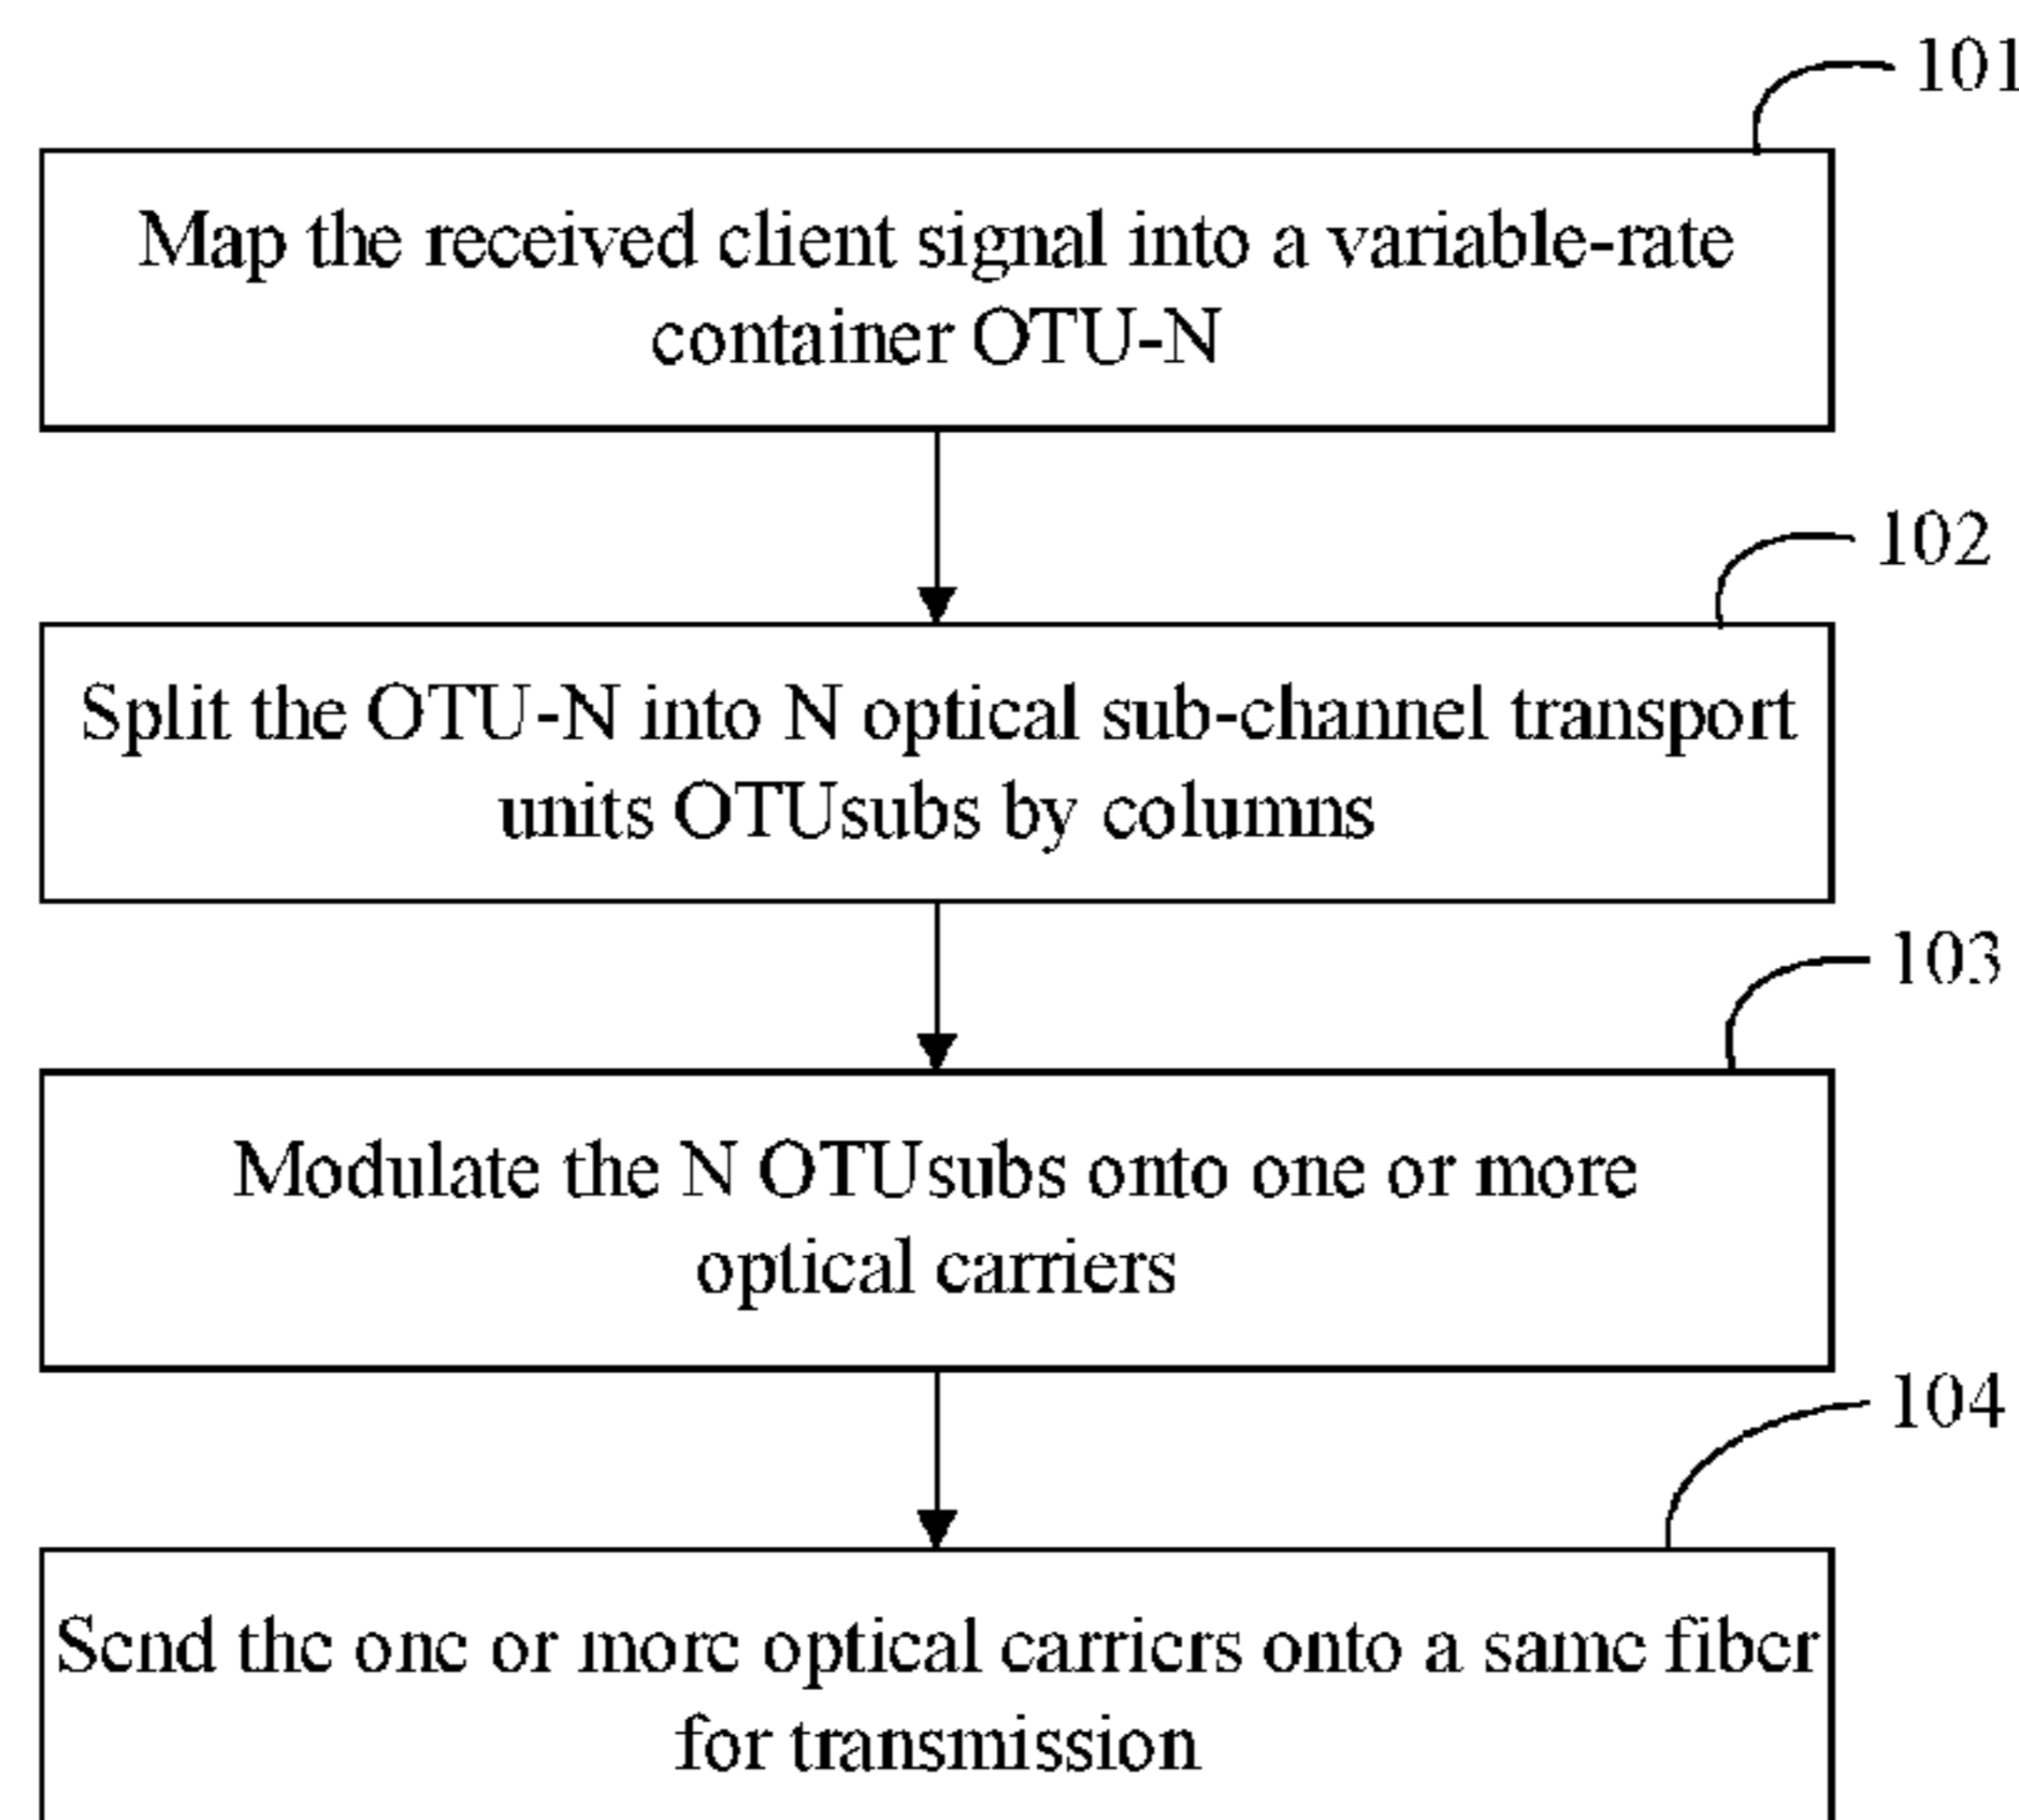 101
Map the received client signal into a variable-rate
container OTU-N
102
Split the OTU-N into N optical sub-channel transport
units OTUsubs by columns
103
Modulate the N OTUsubs onto one or more
optical carriers
104
Send the one or more optical carriers onto a same fiber
for transmission